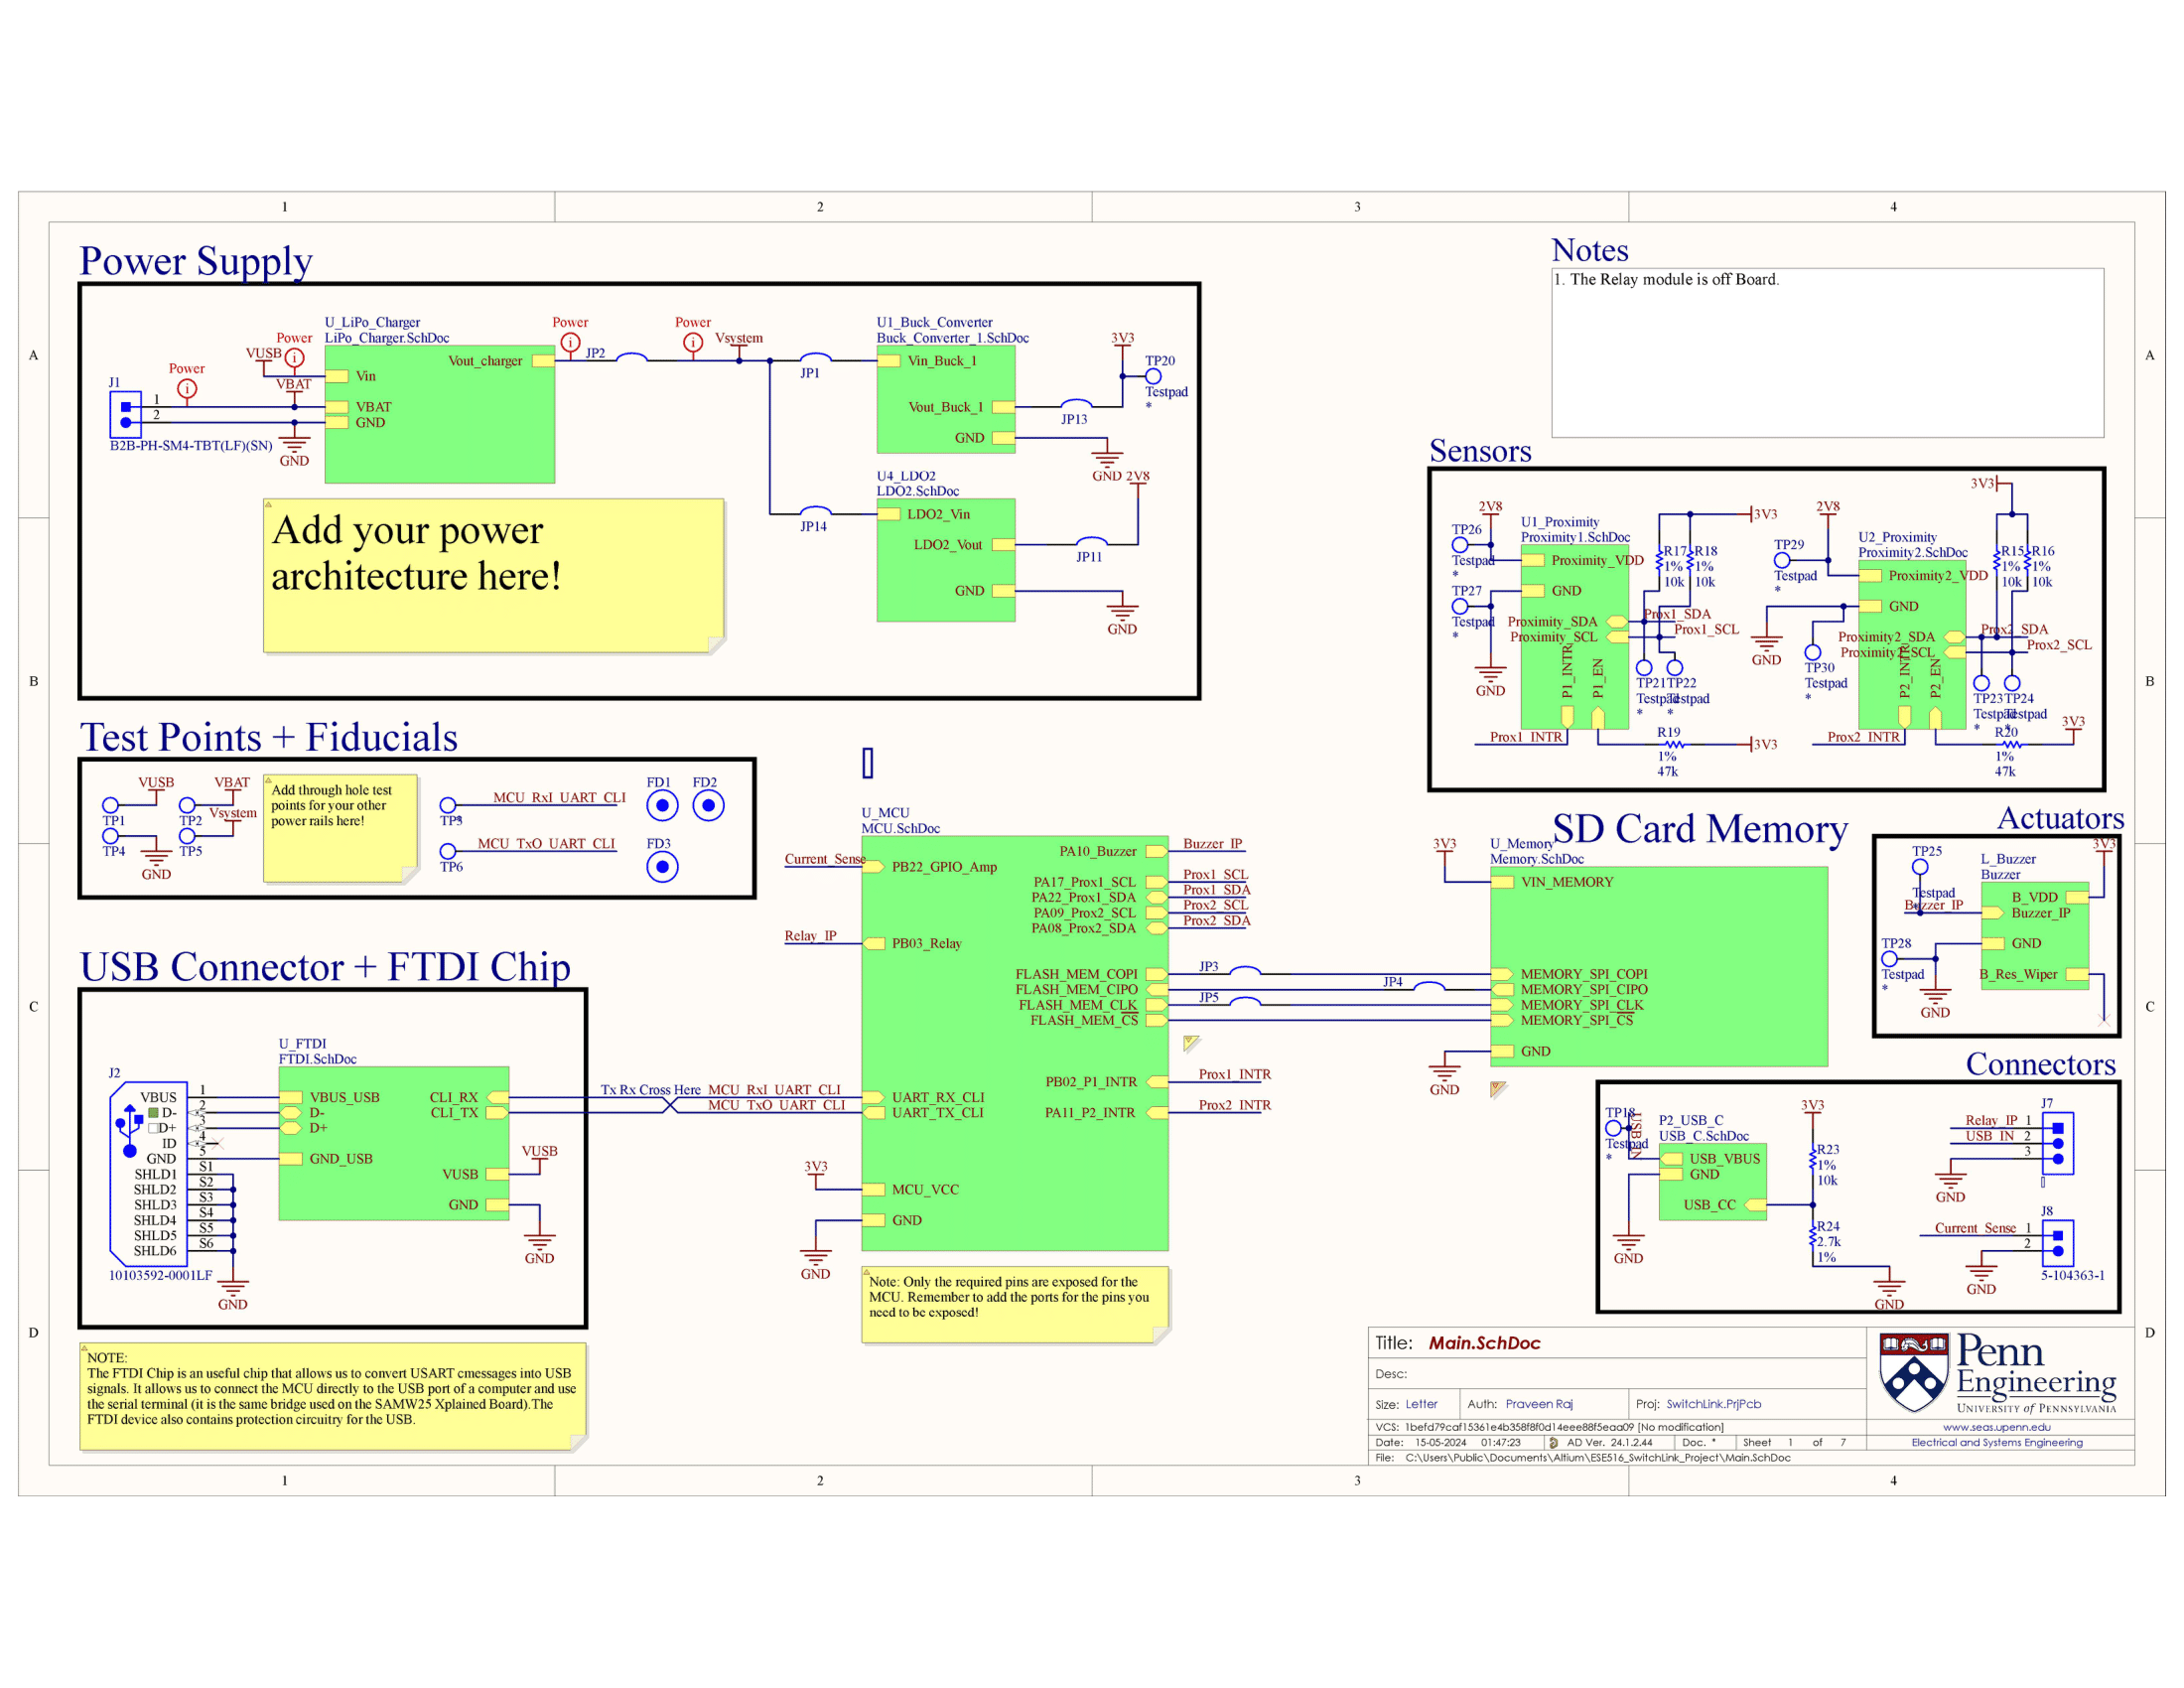 1
2
3
4
A
A
B
B
C
C
D
D
1
2
3
4
Power Supply
J1
1
2
B2B-PH-SM4-TBT(LF)(SN)
Power
VUSB
Power
VBAT
GND
U_LiPo_Charger
LiPo_Charger.SchDoc
Vin
VBAT
GND
Vout_charger
Power
JP2
Power
Vsystem
JP1
JP14
U1_Buck_Converter
Buck_Converter_1.SchDoc
Vin_Buck_1
Vout_Buck_1
GND
JP13
3V3
TP20
Testpad
*
GND
2V8
U4_LDO2
LDO2.SchDoc
LDO2_Vin
LDO2_Vout
GND
JP11
GND
Add your power
architecture here!
Notes
1. The Relay module is off Board.
Sensors
2V8
TP26
Testpad
*
TP27
Testpad
*
GND
U1_Proximity
Proximity1.SchDoc
Proximity_VDD
GND
Proximity_SDA
Proximity_SCL
P1_INTR
P1_EN
Prox1_INTR
R17
1%
10k
R18
1%
10k
3V3
Prox1_SDA
Prox1_SCL
TP21
Testpad
*
TP22
Testpad
*
R19
1%
47k
3V3
2V8
TP29
Testpad
*
GND
TP30
Testpad
*
U2_Proximity
Proximity2.SchDoc
Proximity2_VDD
GND
Proximity2_SDA
Proximity2_SCL
P2_INTR
P2_EN
Prox2_INTR
3V3
R15
1%
10k
R16
1%
10k
Prox2_SDA
Prox2_SCL
TP23
Testpad
*
TP24
Testpad
*
R20
1%
47k
3V3
Test Points + Fiducials
VUSB
TP1
VBAT
TP2
TP4
GND
Vsystem
TP5
Add through hole test
points for your other
power rails here!
MCU_RxI_UART_CLI
TP3
MCU_TxO_UART_CLI
TP6
FD1
FD2
FD3
USB Connector + FTDI Chip
J2
VBUS
D-
D+
ID
GND
SHLD1
SHLD2
SHLD3
SHLD4
SHLD5
SHLD6
1
2
3
4
5
S1
S2
S3
S4
S5
S6
10103592-0001LF
GND
U_FTDI
FTDI.SchDoc
VBUS_USB
D-
D+
GND_USB
CLI_RX
CLI_TX
VUSB
GND
VUSB
GND
Tx Rx Cross Here
MCU_RxI_UART_CLI
MCU_TxO_UART_CLI
NOTE:
The FTDI Chip is an useful chip that allows us to convert USART cmessages into USB
signals. It allows us to connect the MCU directly to the USB port of a computer and use
the serial terminal (it is the same bridge used on the SAMW25 Xplained Board).The
FTDI device also contains protection circuitry for the USB.
U_MCU
MCU.SchDoc
Current_Sense
PB22_GPIO_Amp
Relay_IP
PB03_Relay
UART_RX_CLI
UART_TX_CLI
3V3
MCU_VCC
GND
GND
PA10_Buzzer
PA17_Prox1_SCL
PA22_Prox1_SDA
PA09_Prox2_SCL
PA08_Prox2_SDA
FLASH_MEM_COPI
FLASH_MEM_CIPO
FLASH_MEM_CLK
FLASH_MEM_CS
PB02_P1_INTR
PA11_P2_INTR
Buzzer_IP
Prox1_SCL
Prox1_SDA
Prox2_SCL
Prox2_SDA
JP3
JP4
JP5
Prox1_INTR
Prox2_INTR
Note: Only the required pins are exposed for the
MCU. Remember to add the ports for the pins you
need to be exposed!
SD Card Memory
3V3
U_Memory
Memory.SchDoc
VIN_MEMORY
MEMORY_SPI_COPI
MEMORY_SPI_CIPO
MEMORY_SPI_CLK
MEMORY_SPI_CS
GND
GND
Actuators
TP25
Testpad
*
Buzzer_IP
TP28
Testpad
*
GND
L_Buzzer
Buzzer
B_VDD
Buzzer_IP
GND
B_Res_Wiper
3V3
Connectors
TP18
Testpad
*
USB_IN
GND
P2_USB_C
USB_C.SchDoc
USB_VBUS
GND
USB_CC
3V3
R23
1%
10k
R24
2.7k
1%
GND
J7
Relay_IP 1
USB_IN 2
3
GND
J8
Current_Sense 1
2
GND
5-104363-1
Title: Main.SchDoc
Desc:
Size: Letter Auth: Praveen Raj Proj: SwitchLink.PrjPcb
VCS: 1befd79caf15361e4b358f8f0d14eee88f5eaa09 [No modification]
Date: 15-05-2024 01:47:23 AD Ver. 24.1.2.44 Doc. * Sheet 1 of 7
File: C:\Users\Public\Documents\Altium\ESE516_SwitchLink_Project\Main.SchDoc
Penn
Engineering
UNIVERSITY of PENNSYLVANIA
www.seas.upenn.edu
Electrical and Systems Engineering